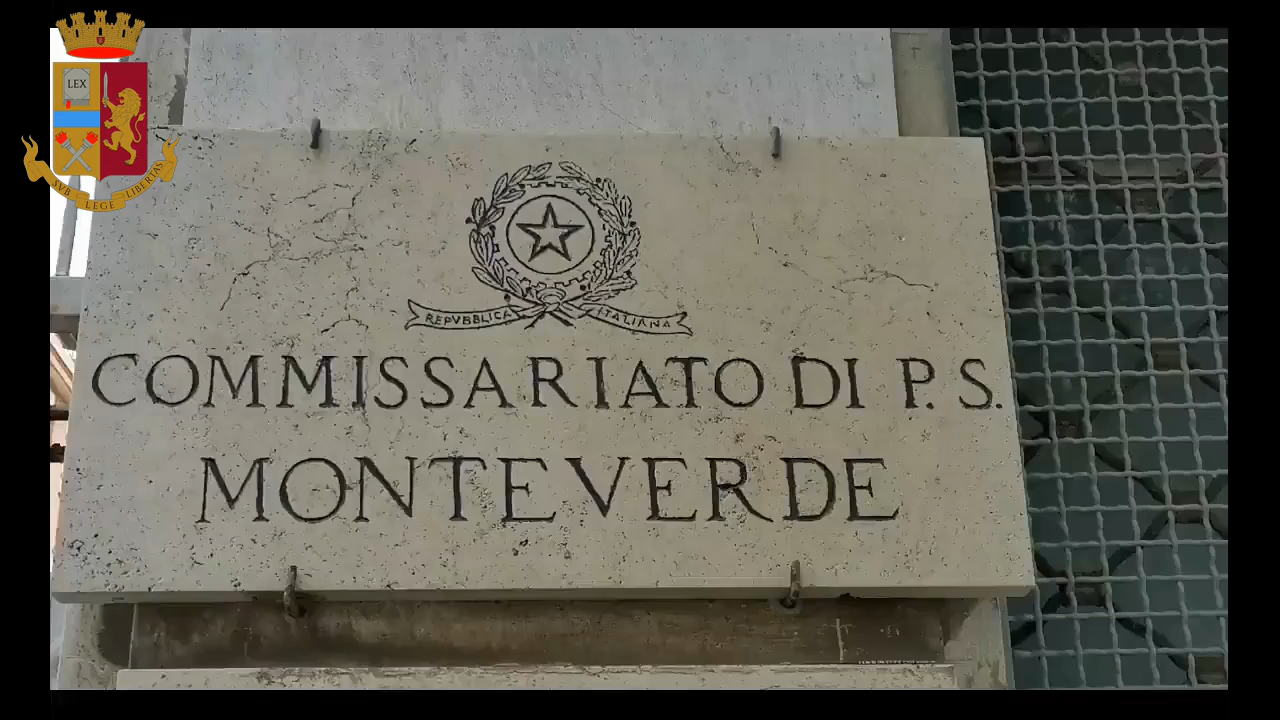 LEX
SVB LEGE LIBERTAS
REPVBBLICA ITALIANA
COMMISSARIATO DI P. S.
MONTEVERDE